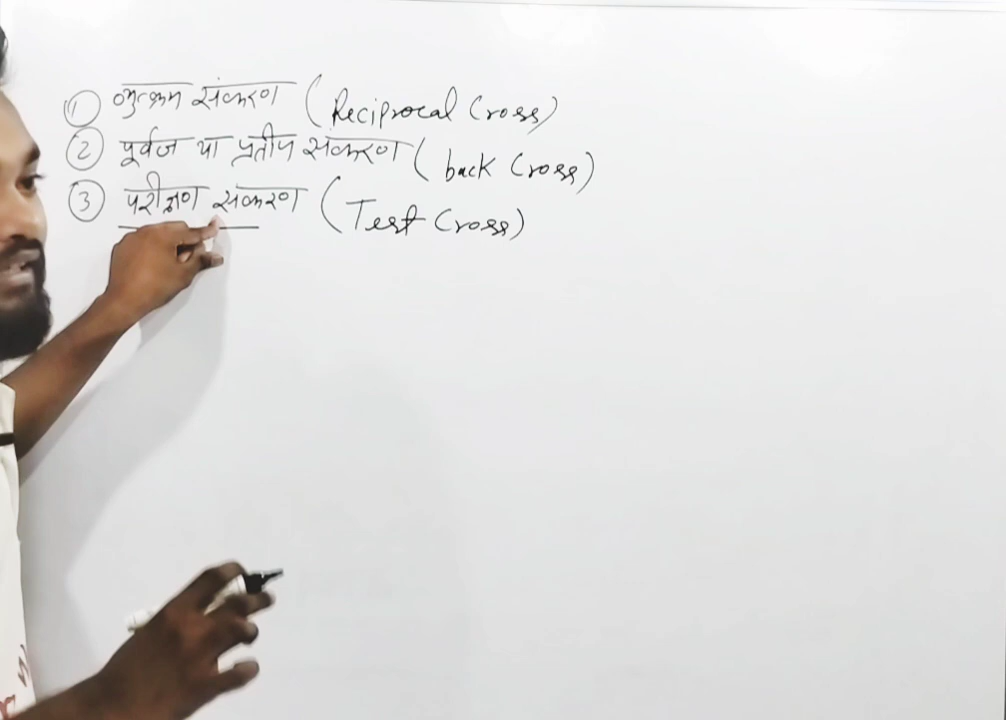 ① व्युत्क्रम संकरण (Reciprocal Cross)
② पूर्वज या प्रतीप संकरण (back Cross)
③ परीक्षण संकरण (Test Cross)